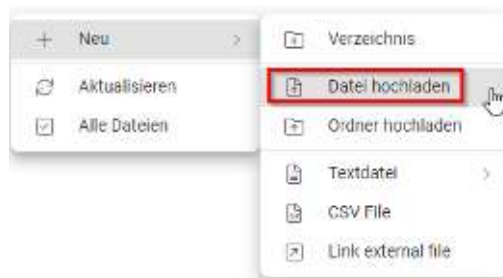 Neu
Aktualisieren
Alle Dateien
Verzeichnis
Datei hochladen
Ordner hochladen
Textdatei
CSV File
Link external file